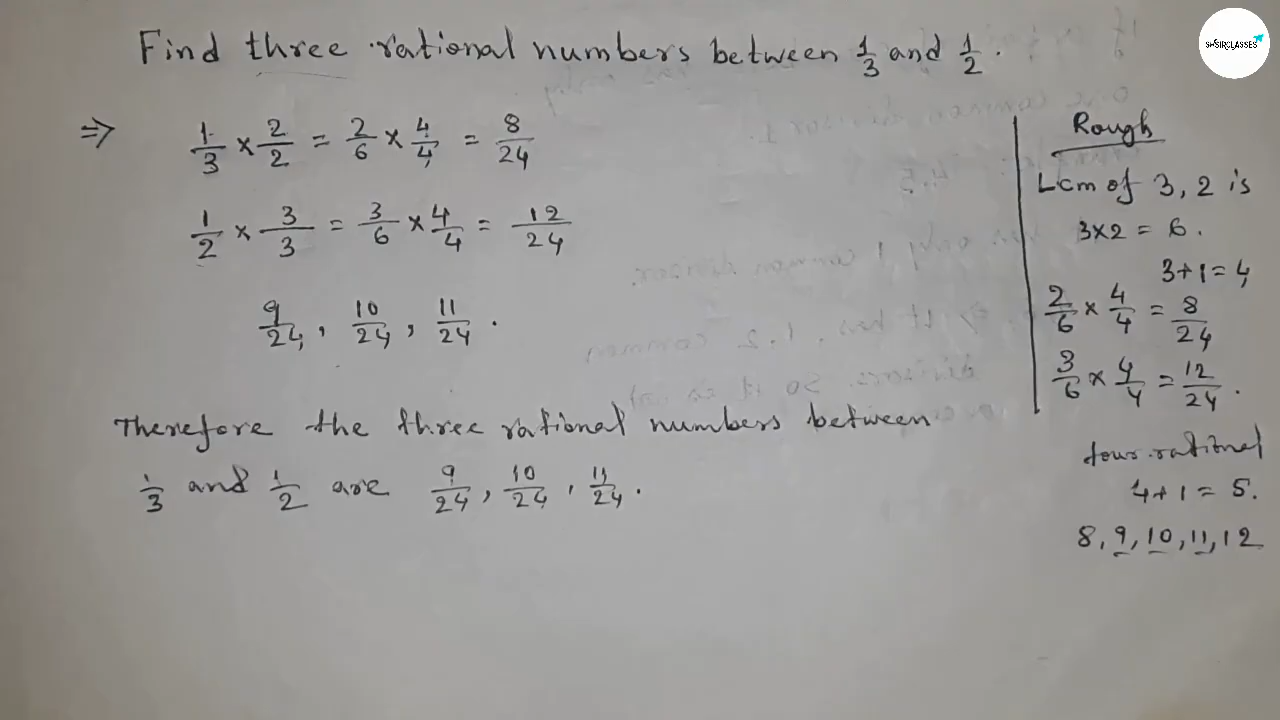 Find three rational numbers between 1/3 and 1/2.
SHSIRCLASSES
⇒ 1/3 × 2/2 = 2/6 × 4/4 = 8/24
1/2 × 3/3 = 3/6 × 4/4 = 12/24
9/24, 10/24, 11/24.
Therefore the three rational numbers between
1/3 and 1/2 are 9/24, 10/24, 11/24.
Rough
Lcm of 3, 2 is
3×2 = 6.
3+1=4
2/6 × 4/4 = 8/24
3/6 × 4/4 = 12/24.
four rational
4+1 = 5.
8, 9, 10, 11, 12